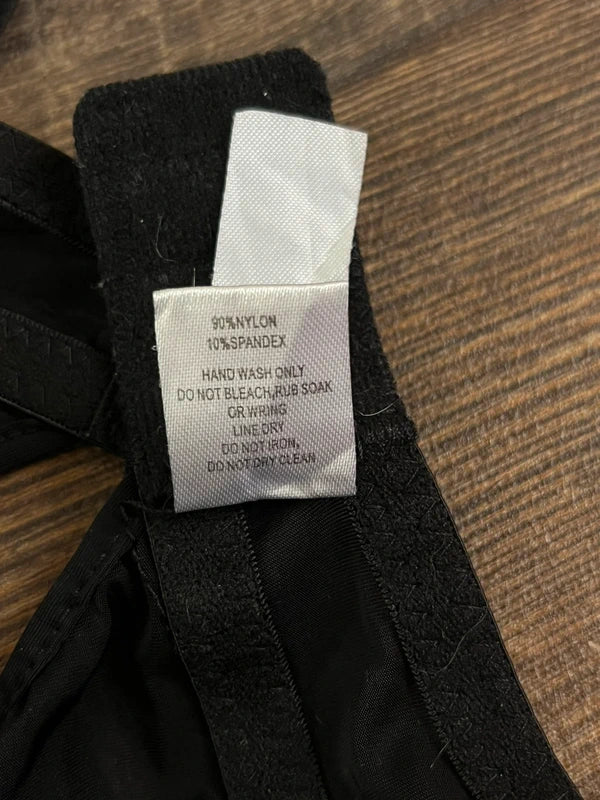 90%NYLON
10%SPANDEX
HAND WASH ONLY
DO NOT BLEACH,RUB SOAK
OR WRING
LINE DRY
DO NOT IRON,
DO NOT DRY CLEAN